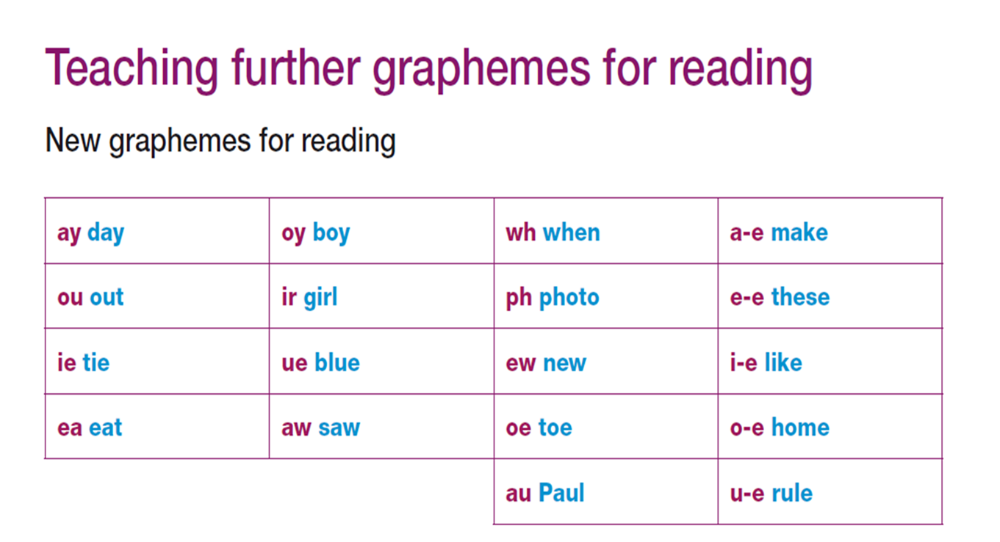 Teaching further graphemes for reading
New graphemes for reading
ay day oy boy wh when a-e make
ou out ir girl ph photo e-e these
ie tie ue blue ew new i-e like
ea eat aw saw oe toe o-e home
au Paul u-e rule